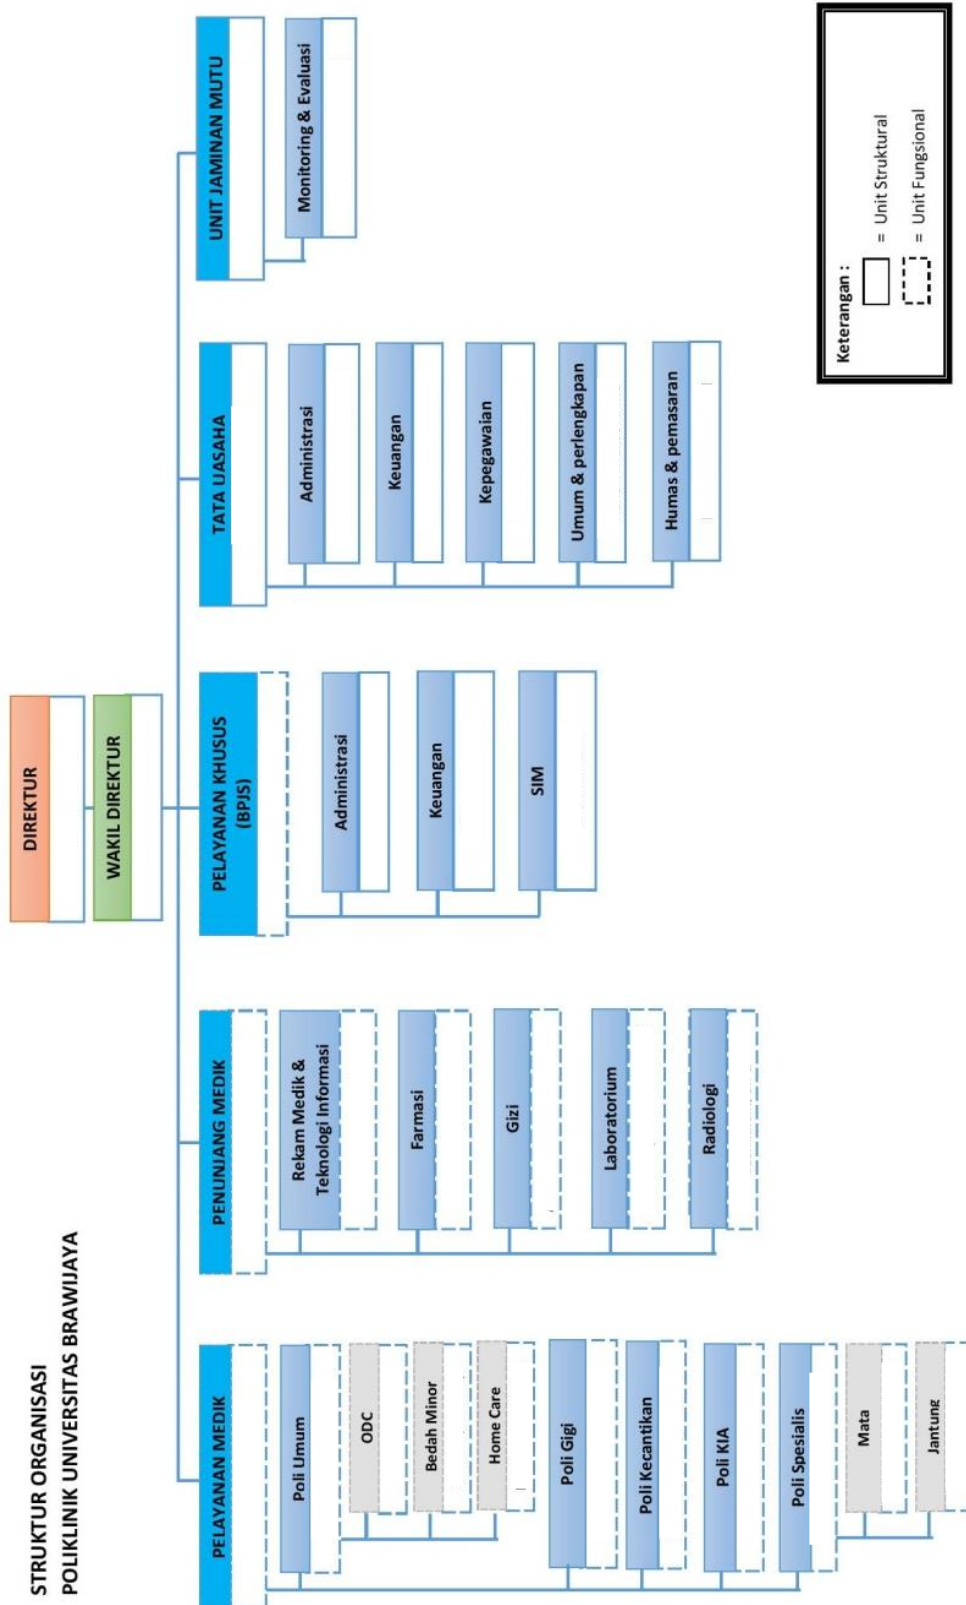 STRUKTUR ORGANISASI
POLIKLINIK UNIVERSITAS BRAWIJAYA
DIREKTUR
WAKIL DIREKTUR
PELAYANAN MEDIK
Poli Umum
ODC
Bedah Minor
Home Care
Poli Gigi
Poli Kecantikan
Poli KIA
Poli Spesialis
Mata
Jantung
PENUNJANG MEDIK
Rekam Medik &
Teknologi Informasi
Farmasi
Gizi
Laboratorium
Radiologi
PELAYANAN KHUSUS
(BPJS)
Administrasi
Keuangan
SIM
TATA UASAHA
Administrasi
Keuangan
Kepegawaian
Umum & perlengkapan
Humas & pemasaran
UNIT JAMINAN MUTU
Monitoring & Evaluasi
Keterangan :
= Unit Struktural
= Unit Fungsional